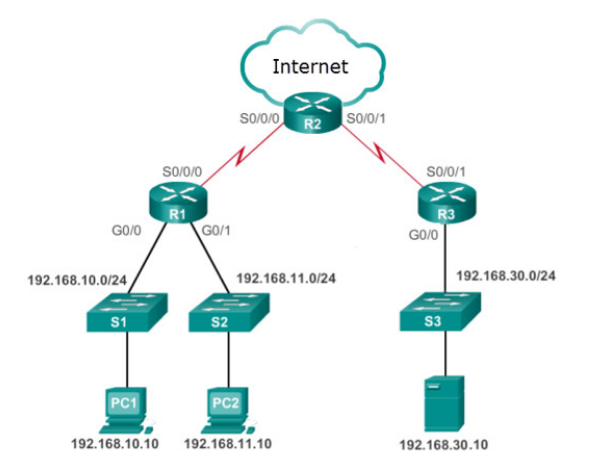 Internet
S0/0/0
R2
S0/0/1
S0/0/0
S0/0/1
R1
R3
G0/0
G0/1
G0/0
192.168.10.0/24
192.168.11.0/24
192.168.30.0/24
S1
S2
S3
PC1
PC2
192.168.10.10
192.168.11.10
192.168.30.10